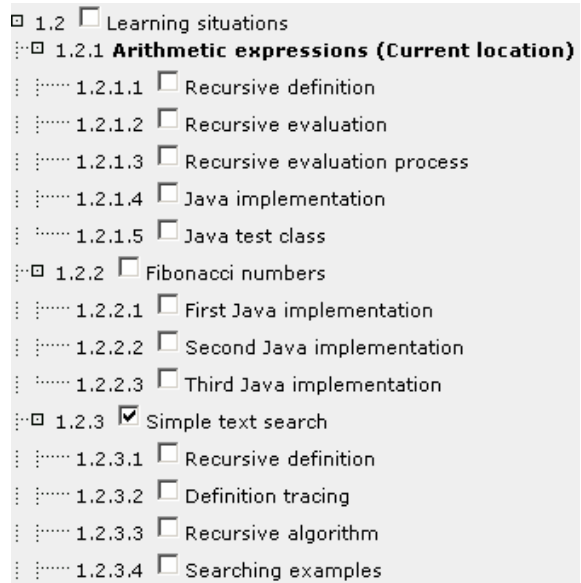 1.2 Learning situations
1.2.1 Arithmetic expressions (Current location)
1.2.1.1 Recursive definition
1.2.1.2 Recursive evaluation
1.2.1.3 Recursive evaluation process
1.2.1.4 Java implementation
1.2.1.5 Java test class
1.2.2 Fibonacci numbers
1.2.2.1 First Java implementation
1.2.2.2 Second Java implementation
1.2.2.3 Third Java implementation
1.2.3 Simple text search
1.2.3.1 Recursive definition
1.2.3.2 Definition tracing
1.2.3.3 Recursive algorithm
1.2.3.4 Searching examples